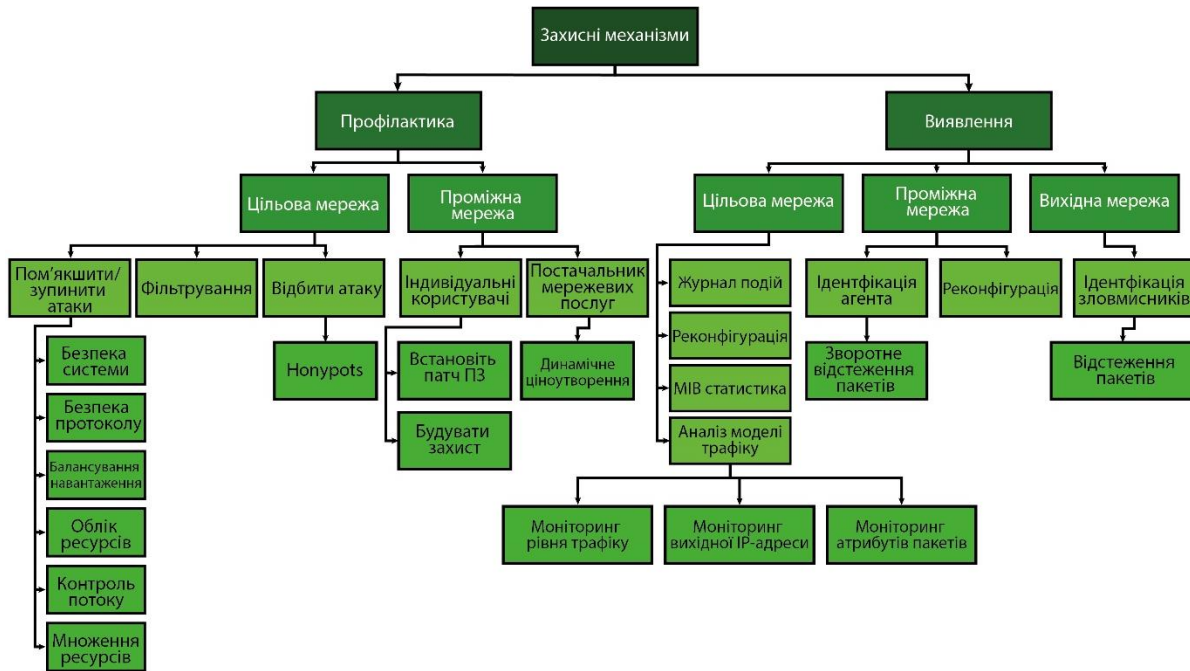 Захисні механізми
Профілактика
Виявлення
Цільова мережа
Проміжна
мережа
Цільова мережа
Проміжна
мережа
Вихідна мережа
Пом'якшити/
зупинити
атаки
Фільтрування
Відбити атаку
Індивідуальні
користувачі
Постачальник
мережевих
послуг
Журнал подій
Ідентфікація
агента
Реконфігурація
Ідентфікація
зловмисників
Безпека
системи
Honypots
Встановіть
патч ПЗ
Динамічне
ціноутворення
Реконфігурація
Зворотне
відстеження
пакетів
Відстеження
пакетів
Безпека
протоколу
МІВ статистика
Будувати
захист
Аналіз моделі
трафіку
Балансування
навантаження
Облік
ресурсів
Моніторинг
рівня трафіку
Моніторинг
вихідної ІР-адреси
Моніторинг
атрибутів пакетів
Контроль
потоку
Множення
ресурсів